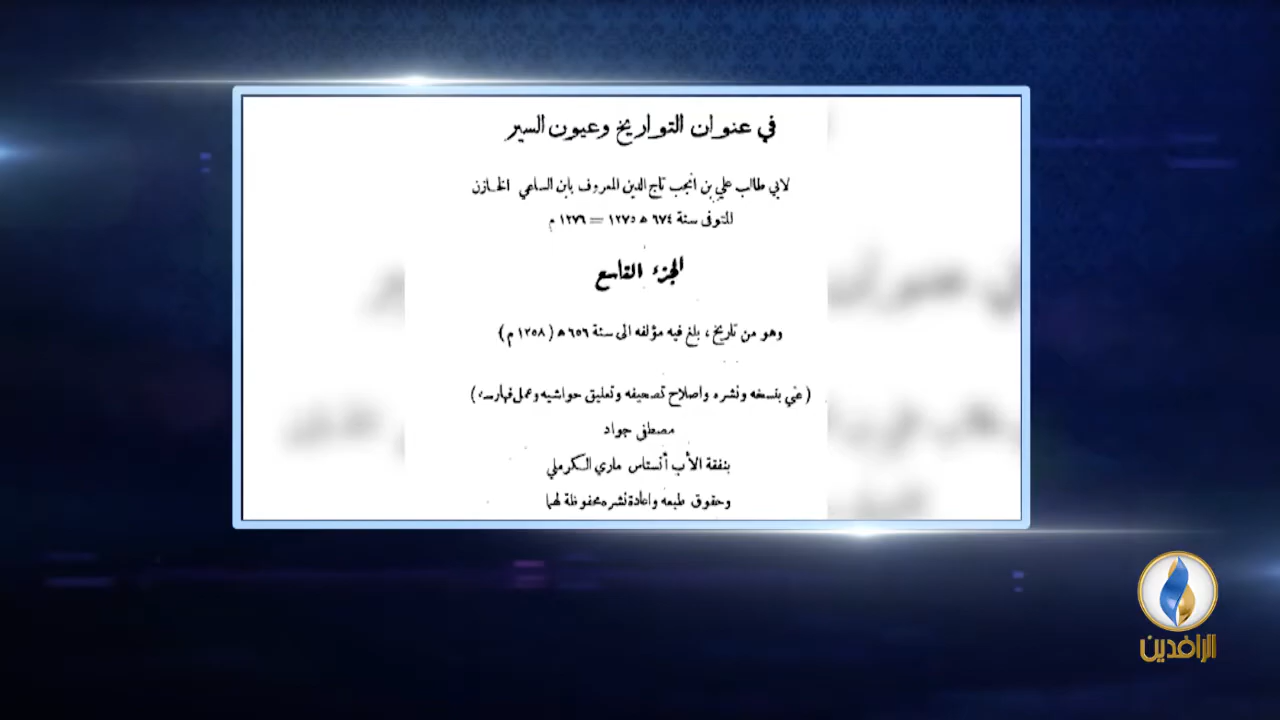 في عنوان التواريخ وعيون السير
لابي طالب علي بن انجب تاج الدين المعروف بابن الساعي الخازن
المتوفى سنة ٦٧٤ ه ١٢٧٥ = ١٢٧٦ م
الجزء التاسع
وهو من تاريخ، بلغ فيه مؤلفه الى سنة ٦٥٦ ه ( ١٢٥٨ م )
( عني بنسخه ونشره واصلاح تصحيفه وتعليق حواشيه وعمل فهارسه )
مصطفى جواد
بنفقة الأب أنستاس ماري الكرملي
وحقوق طبعه واعادة نشره محفوظة لهما
الرافدين